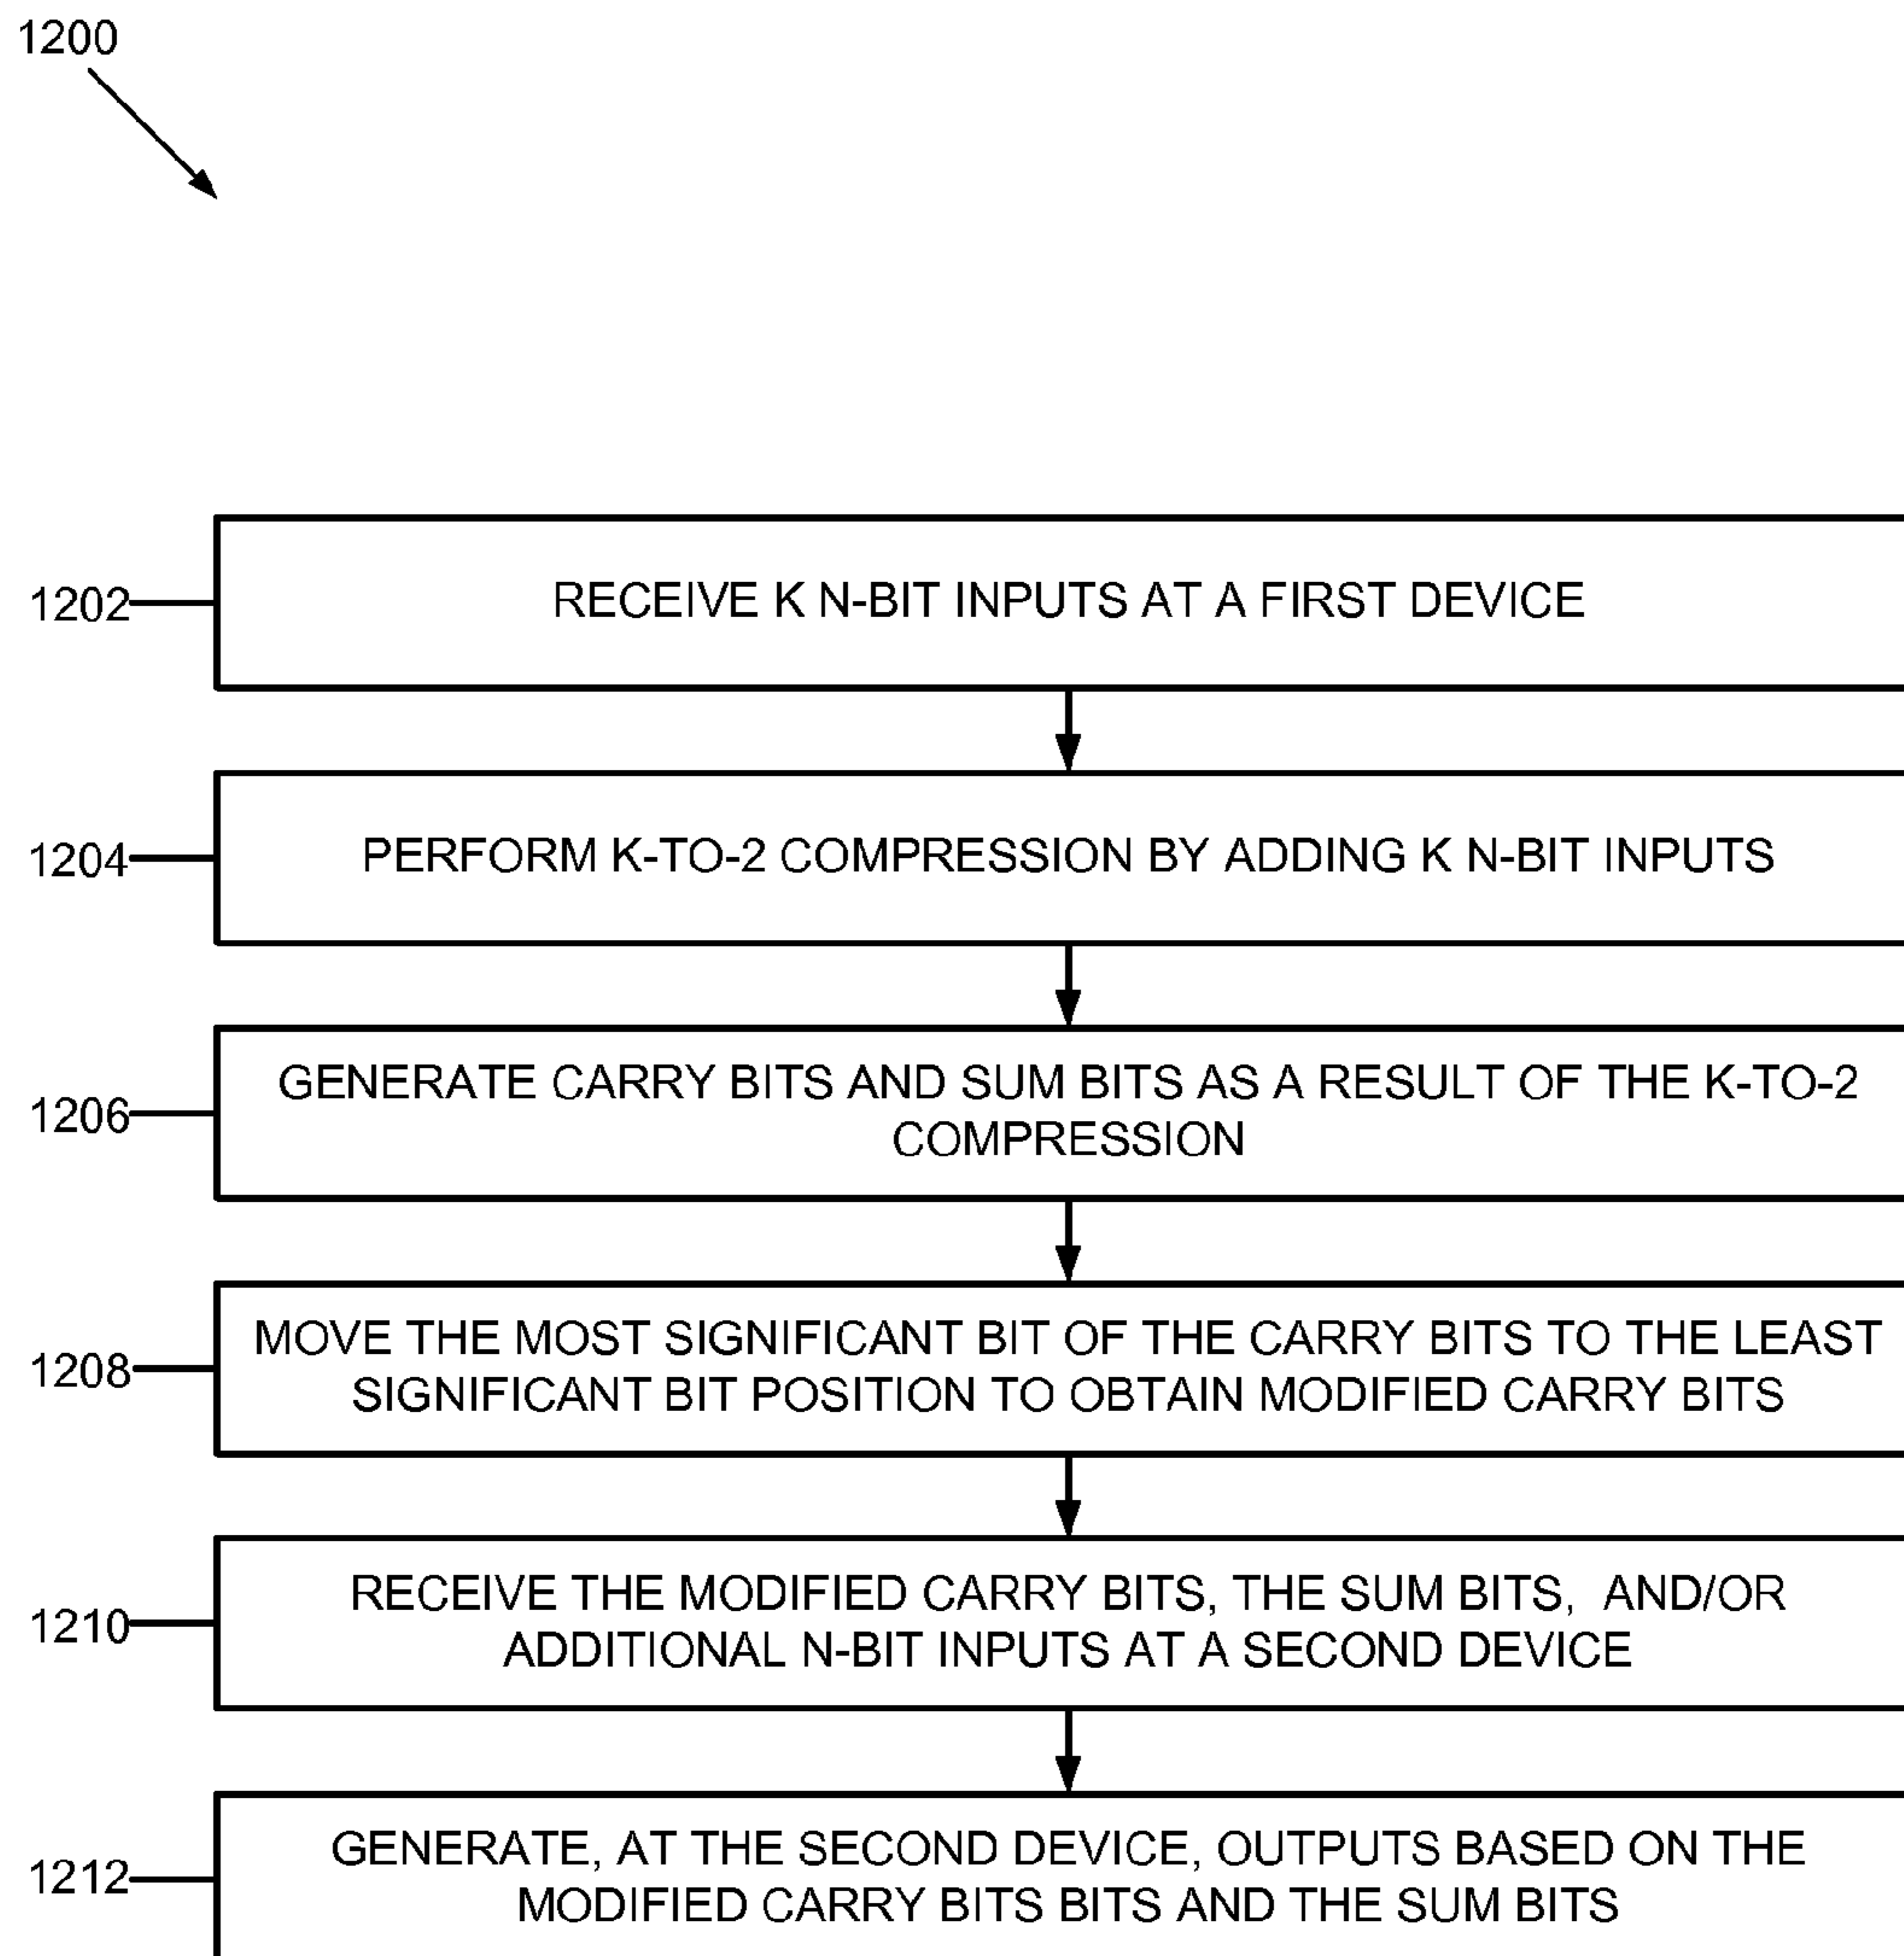 1200
1202
RECEIVE K N-BIT INPUTS AT A FIRST DEVICE
1204
PERFORM K-TO-2 COMPRESSION BY ADDING K N-BIT INPUTS
1206
GENERATE CARRY BITS AND SUM BITS AS A RESULT OF THE K-TO-2
COMPRESSION
1208
MOVE THE MOST SIGNIFICANT BIT OF THE CARRY BITS TO THE LEAST
SIGNIFICANT BIT POSITION TO OBTAIN MODIFIED CARRY BITS
1210
RECEIVE THE MODIFIED CARRY BITS, THE SUM BITS, AND/OR
ADDITIONAL N-BIT INPUTS AT A SECOND DEVICE
1212
GENERATE, AT THE SECOND DEVICE, OUTPUTS BASED ON THE
MODIFIED CARRY BITS BITS AND THE SUM BITS